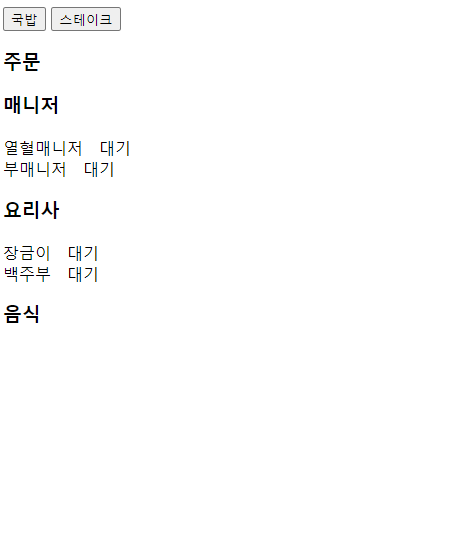 국밥 스테이크
주문
매니저
열혈매니저 대기
부매니저 대기
요리사
장금이 대기
백주부 대기
음식